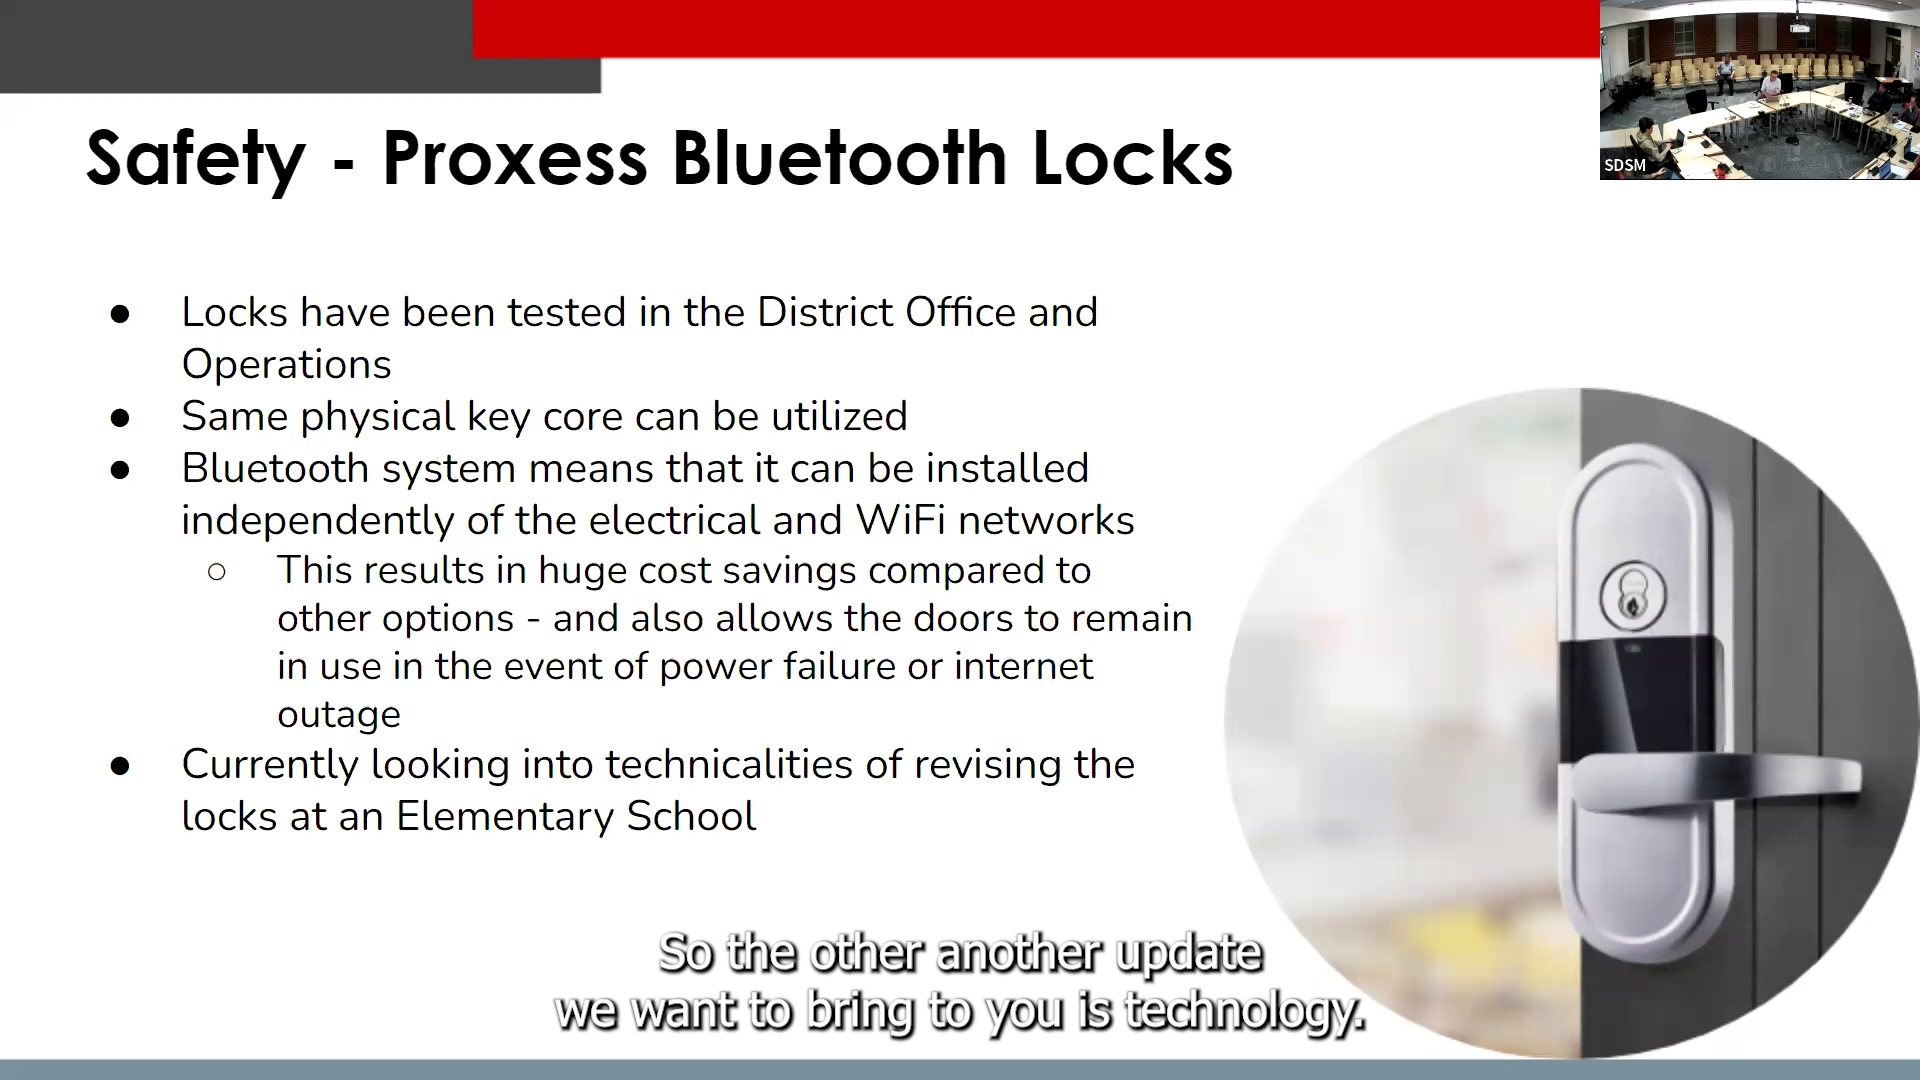 SDSM
Safety - Proxess Bluetooth Locks
● Locks have been tested in the District Office and
Operations
● Same physical key core can be utilized
● Bluetooth system means that it can be installed
independently of the electrical and WiFi networks
○ This results in huge cost savings compared to
other options - and also allows the doors to remain
in use in the event of power failure or internet
outage
● Currently looking into technicalities of revising the
locks at an Elementary School
So the other another update
we want to bring to you is technology.